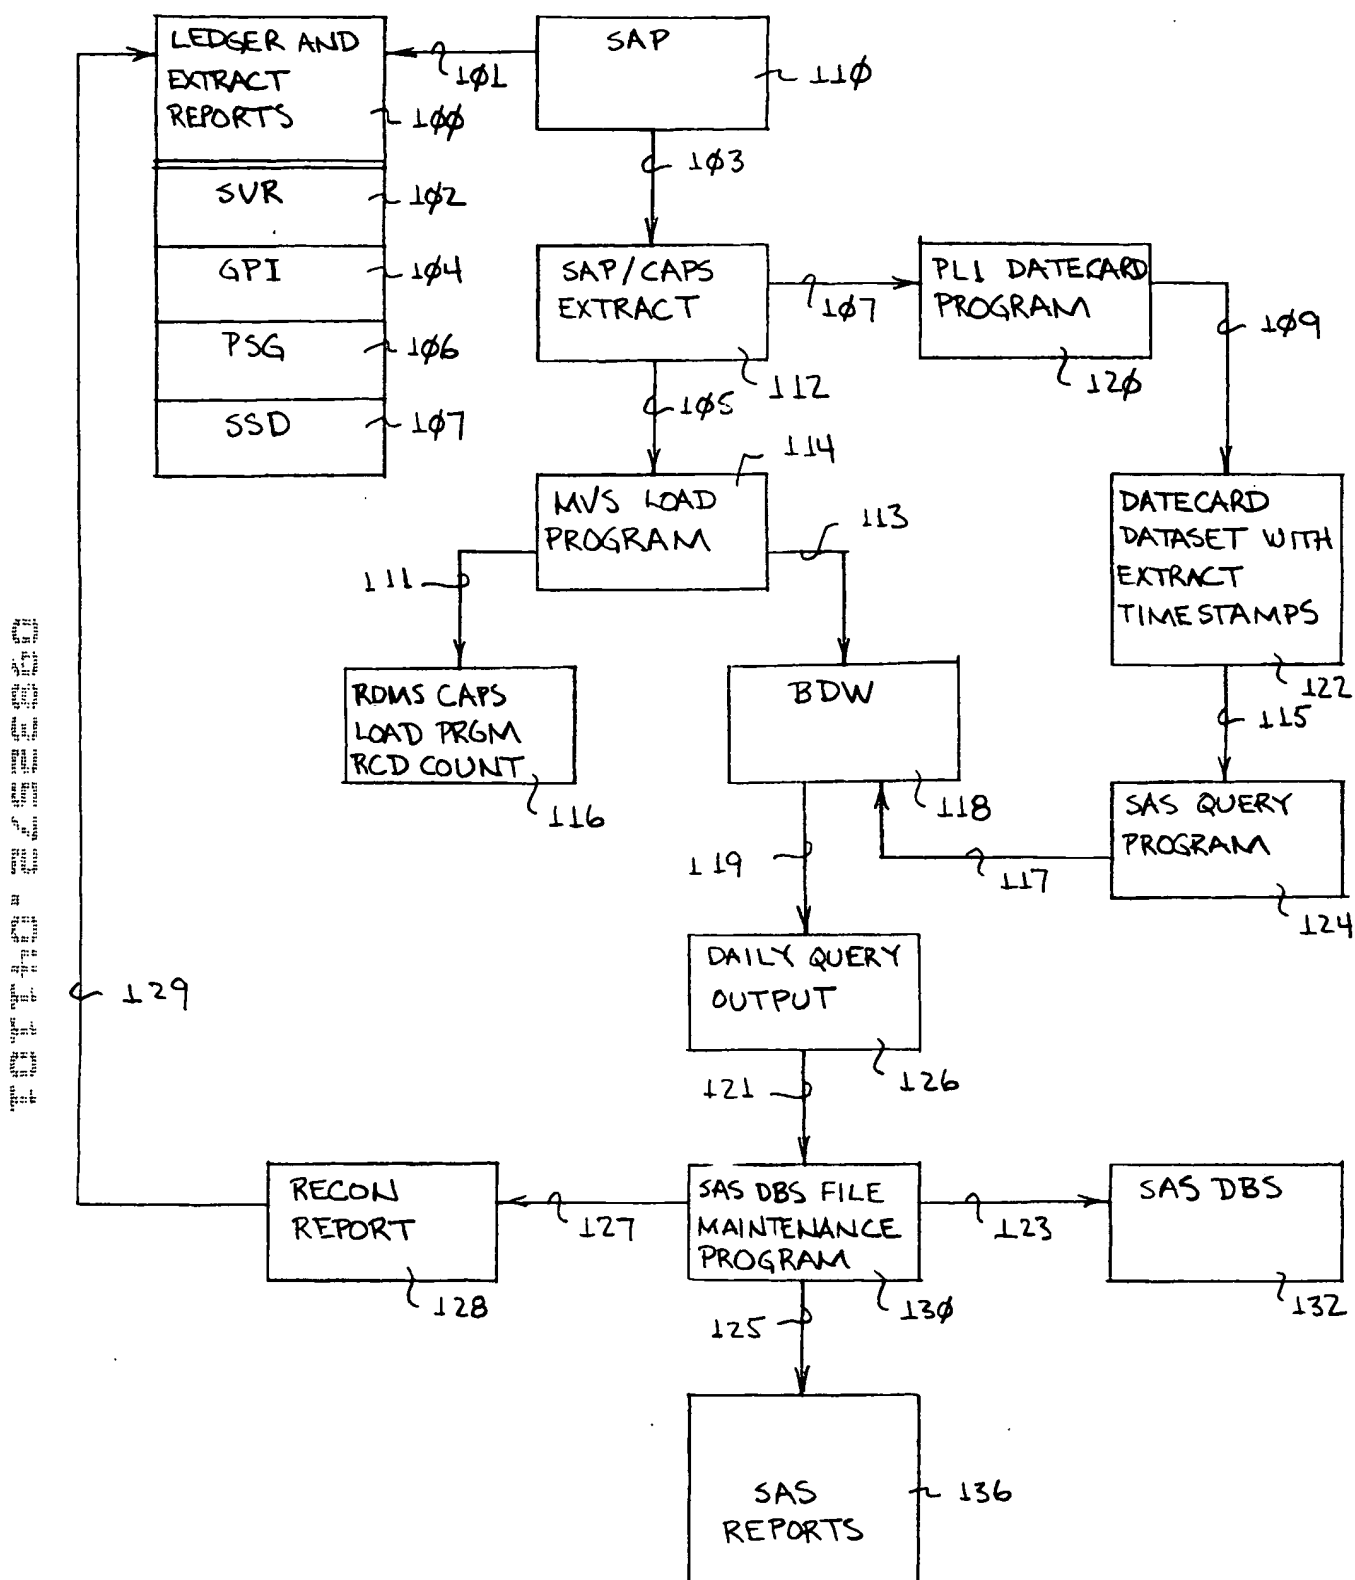 LEDGER AND
EXTRACT
REPORTS
100
101
SAP
110
103
SVR
102
GPI
104
PSG
106
SSD
107
SAP/CAPS
EXTRACT
112
107
PL1 DATECARD
PROGRAM
120
109
105
114
MVS LOAD
PROGRAM
113
111
DATECARD
DATASET WITH
EXTRACT
TIMESTAMPS
122
115
RDMS CAPS
LOAD PRGM
RCD COUNT
116
BDW
118
SAS QUERY
PROGRAM
124
117
119
DAILY QUERY
OUTPUT
126
129
121
RECON
REPORT
128
127
SAS DBS FILE
MAINTENANCE
PROGRAM
130
123
SAS DBS
132
125
SAS
REPORTS
136
09832572.041101